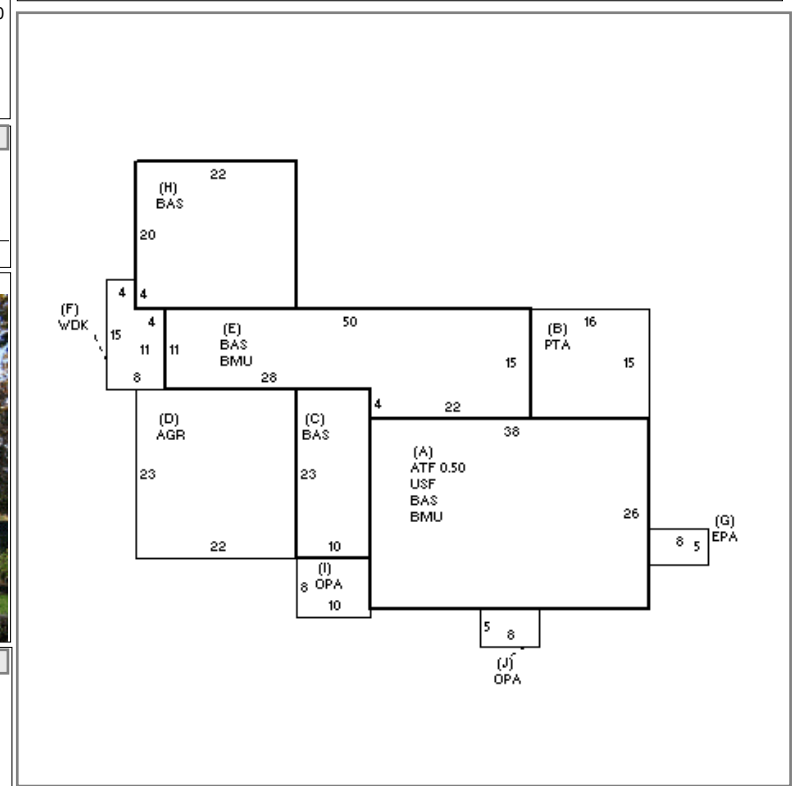 22
(H)
BAS
20
4 4
(F)
WDK
4
15
11
8
11
(E)
BAS
BMU
50
28
15
4
22
(B)
PTA
16
15
(D)
AGR
23
22
(C)
BAS
23
10
38
(A)
ATF 0.50
USF
BAS
BMU
26
(G)
EPA
8 5
(I)
OPA
8
10
5
8
(J)
OPA